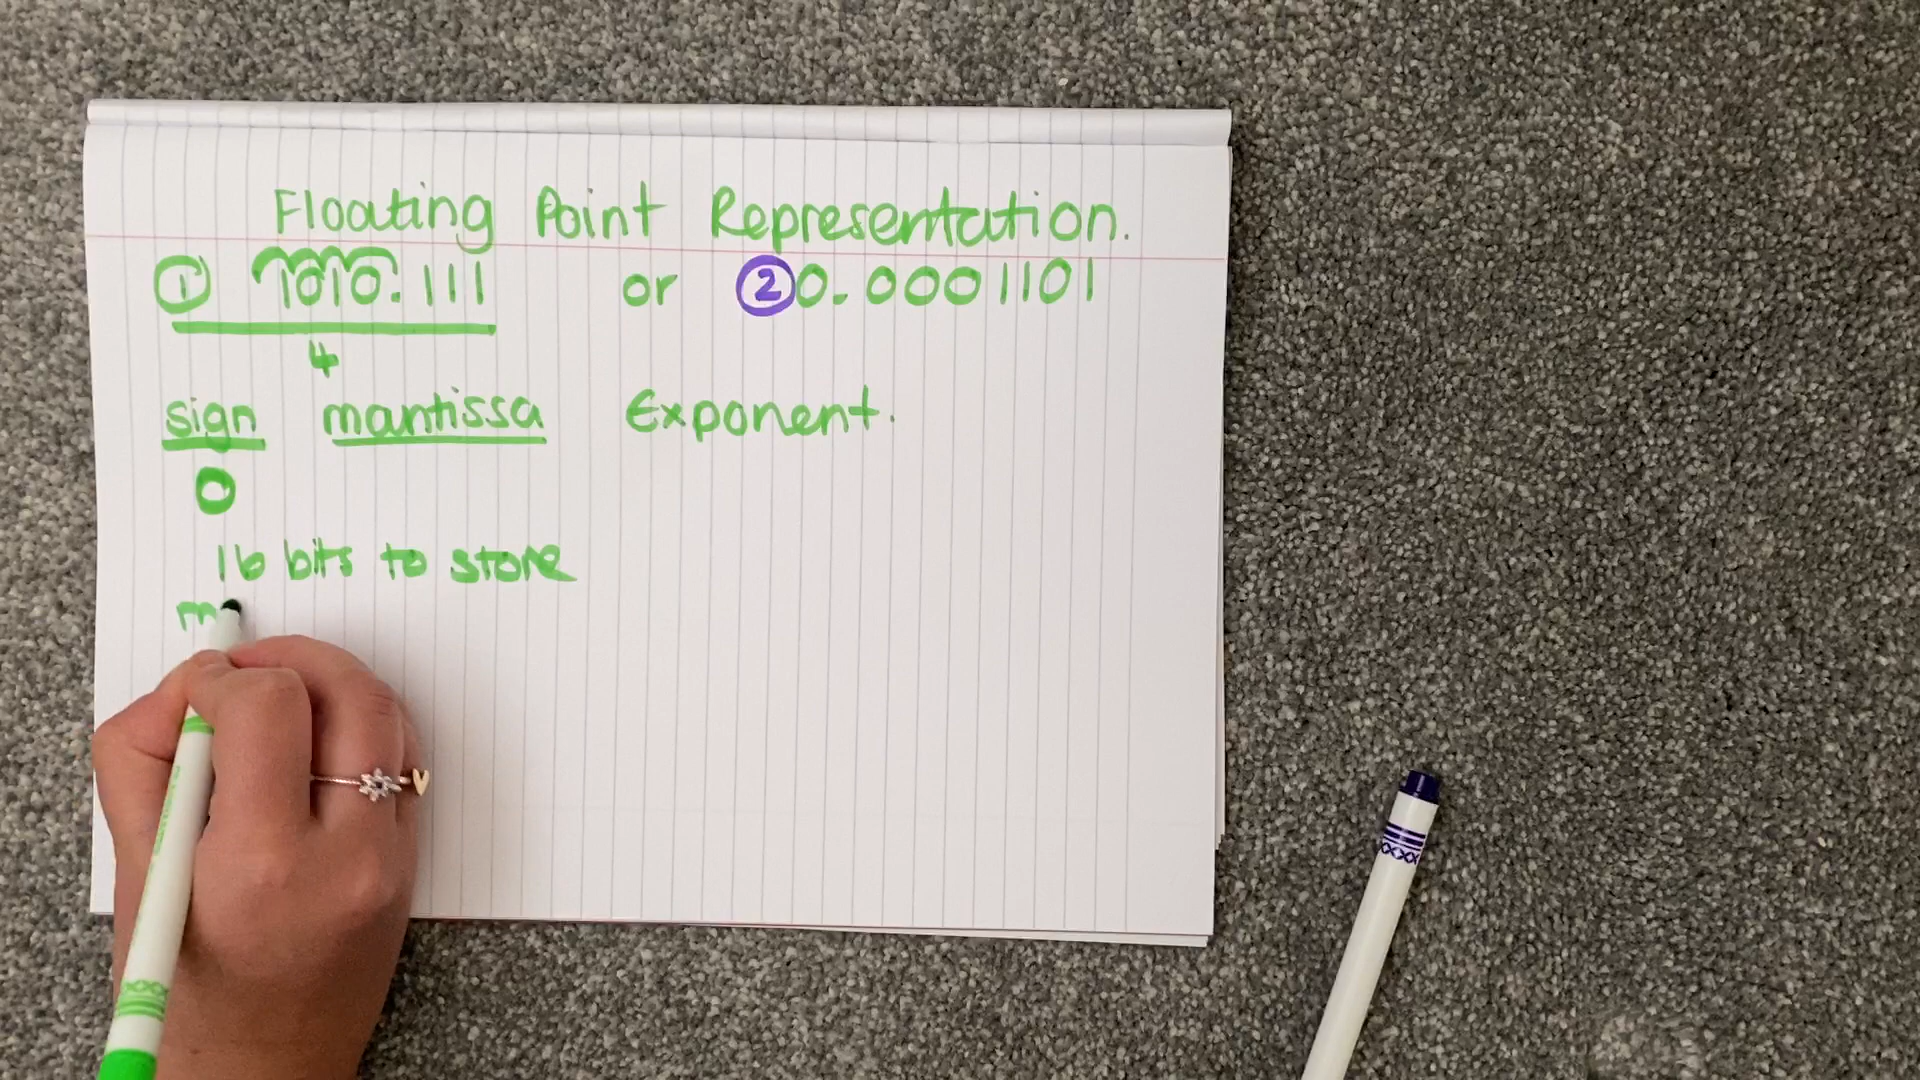 Floating Point Representation.
① 1010.111 or ② 0.0001101
4
sign mantissa Exponent.
0
16 bits to store
m